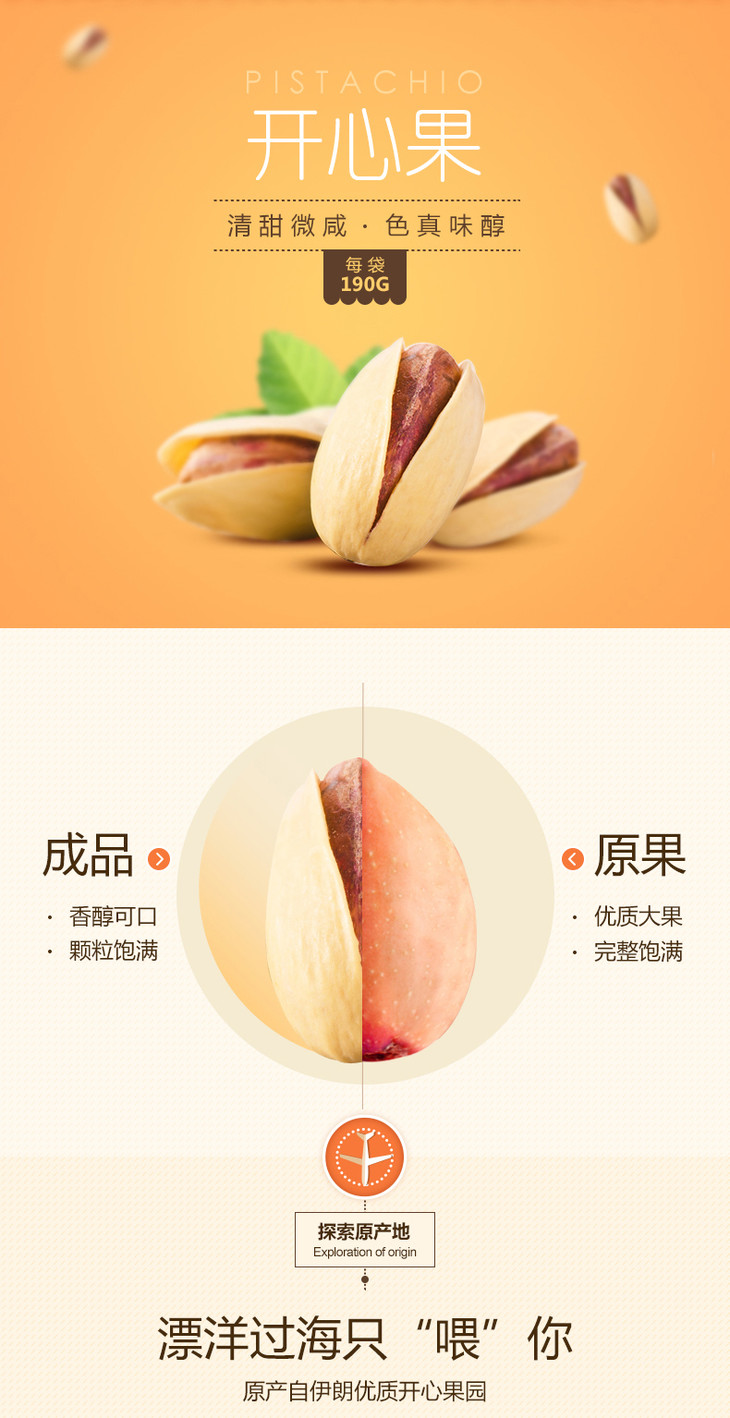 PISTACHIO
开心果
清甜微咸·色真味醇
每袋
190G
成品
· 香醇可口
· 颗粒饱满
原果
· 优质大果
· 完整饱满
探索原产地
Exploration of origin
漂洋过海只“喂”你
原产自伊朗优质开心果园